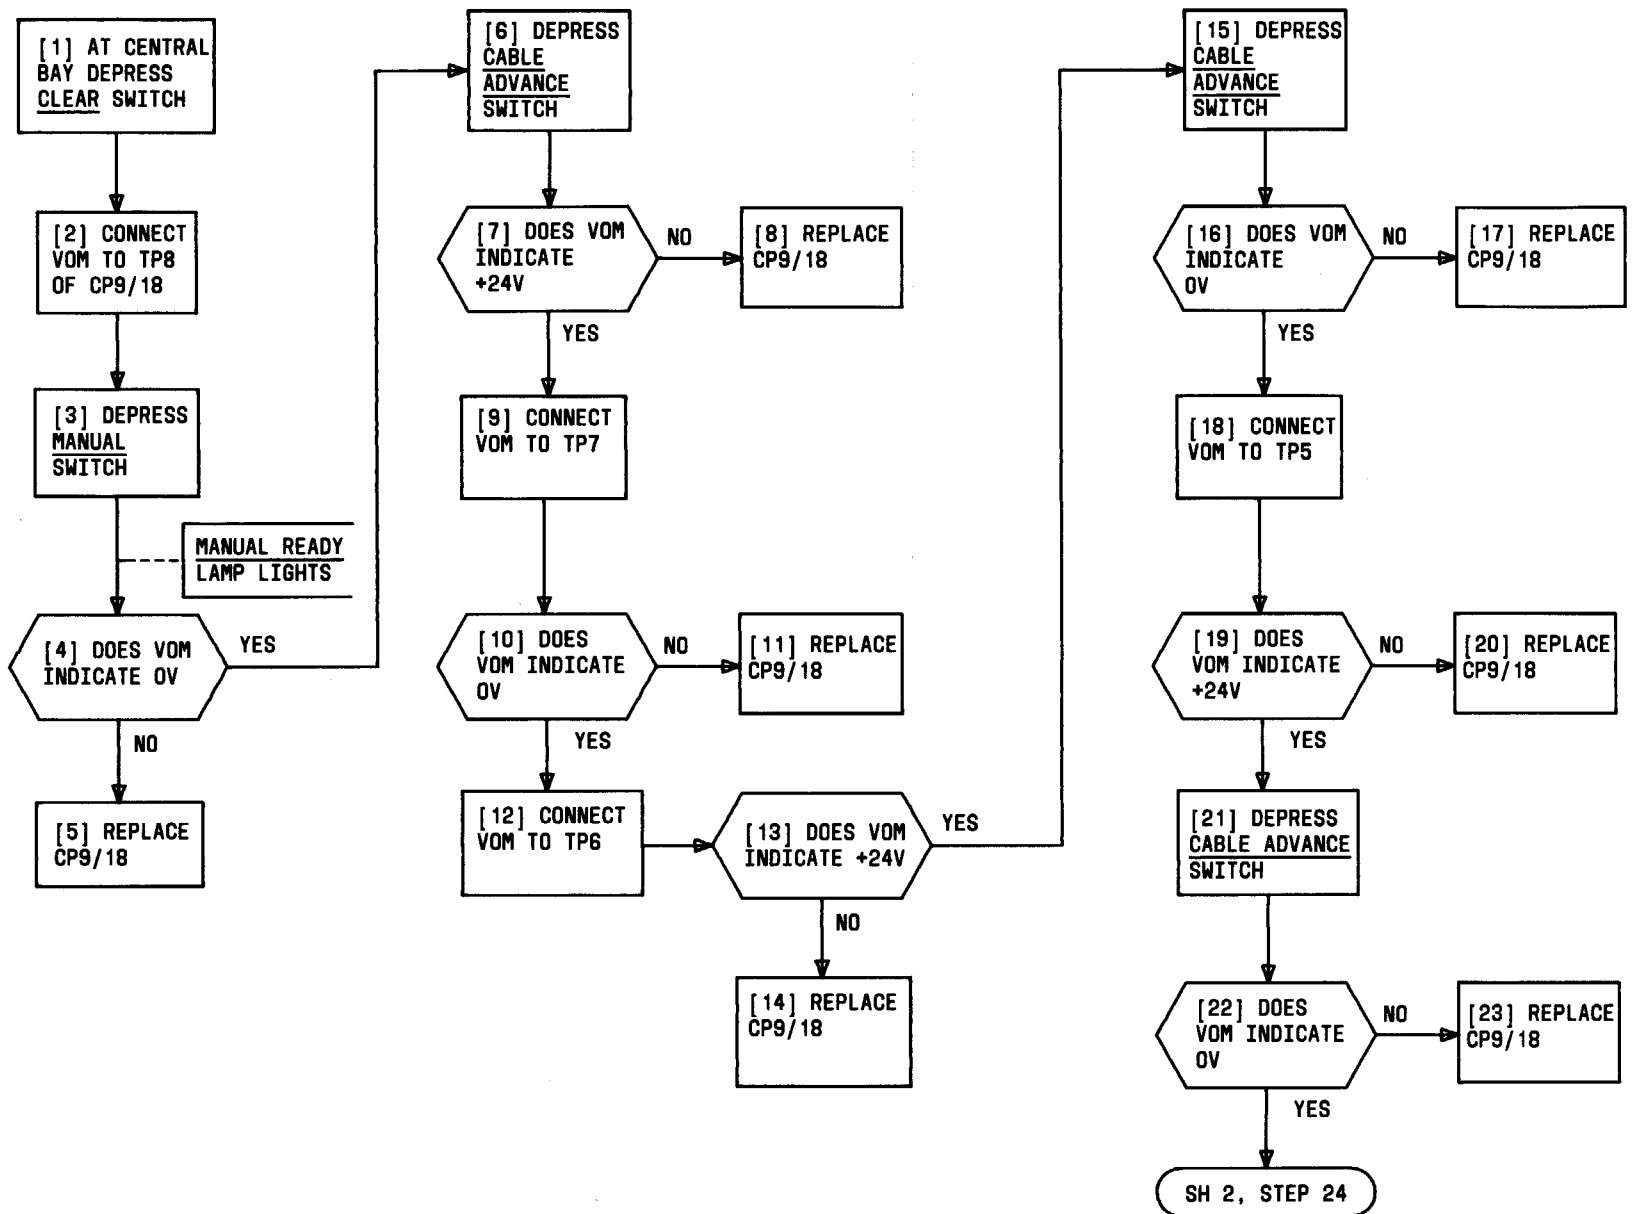 [1] AT CENTRAL
BAY DEPRESS
CLEAR SWITCH
[2] CONNECT
VOM TO TP8
OF CP9/18
[3] DEPRESS
MANUAL
SWITCH
MANUAL READY
LAMP LIGHTS
[4] DOES VOM
INDICATE 0V
YES
NO
[5] REPLACE
CP9/18
[6] DEPRESS
CABLE
ADVANCE
SWITCH
[7] DOES VOM
INDICATE
+24V
NO
[8] REPLACE
CP9/18
YES
[9] CONNECT
VOM TO TP7
[10] DOES
VOM INDICATE
0V
NO
[11] REPLACE
CP9/18
YES
[12] CONNECT
VOM TO TP6
[13] DOES VOM
INDICATE +24V
YES
NO
[14] REPLACE
CP9/18
[15] DEPRESS
CABLE
ADVANCE
SWITCH
[16] DOES VOM
INDICATE
0V
NO
[17] REPLACE
CP9/18
YES
[18] CONNECT
VOM TO TP5
[19] DOES
VOM INDICATE
+24V
NO
[20] REPLACE
CP9/18
YES
[21] DEPRESS
CABLE ADVANCE
SWITCH
[22] DOES
VOM INDICATE
0V
NO
[23] REPLACE
CP9/18
YES
SH 2, STEP 24